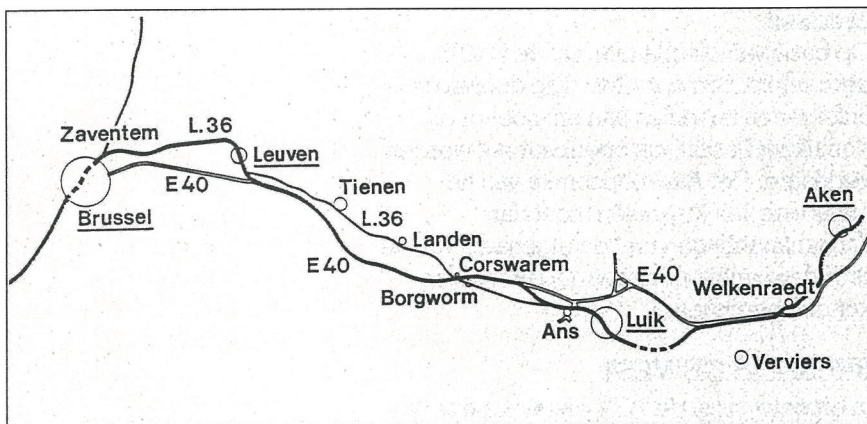 Zaventem
L.36
Leuven
E40
Brussel
Tienen
L.36
Landen
E40
Corswarem
Borgworm
Aken
E40
Welkenraedt
Ans
Luik
Verviers